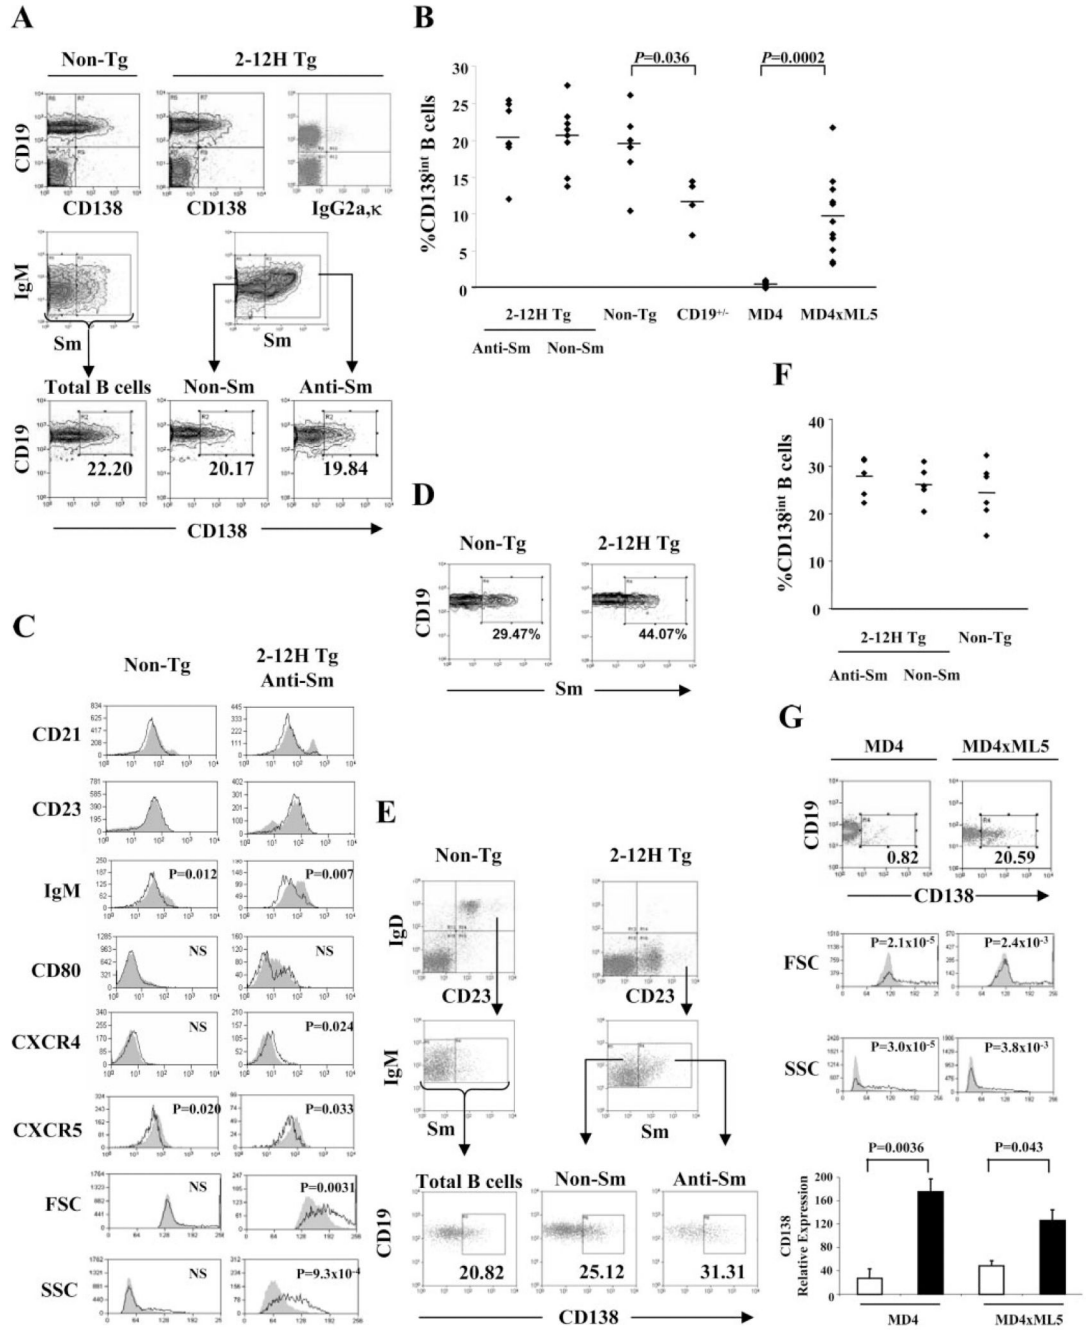 A
Non-Tg
2-12H Tg
CD19
CD138
CD138
IgG2a,κ
IgM
Sm
Sm
Total B cells
Non-Sm
Anti-Sm
CD19
22.20
20.17
19.84
CD138
B
P=0.036
P=0.0002
%CD138int B cells
30
25
20
15
10
5
0
2-12H Tg
Non-Tg
CD19+/-
MD4
MD4xML5
Anti-Sm
Non-Sm
C
Non-Tg
2-12H Tg
Anti-Sm
CD21
CD23
IgM
P=0.012
P=0.007
CD80
NS
NS
CXCR4
NS
P=0.024
CXCR5
P=0.020
P=0.033
FSC
NS
P=0.0031
SSC
NS
P=9.3x10-4
D
Non-Tg
2-12H Tg
CD19
29.47%
44.07%
Sm
E
Non-Tg
2-12H Tg
IgD
CD23
CD23
IgM
Sm
Sm
Total B cells
Non-Sm
Anti-Sm
CD19
20.82
25.12
31.31
CD138
F
%CD138int B cells
40
30
20
10
0
2-12H Tg
Non-Tg
Anti-Sm
Non-Sm
G
MD4
MD4xML5
CD19
0.82
20.59
CD138
FSC
P=2.1x10-5
P=2.4x10-3
SSC
P=3.0x10-5
P=3.8x10-3
P=0.0036
P=0.043
CD138
Relative Expression
200
160
120
80
40
0
MD4
MD4xML5